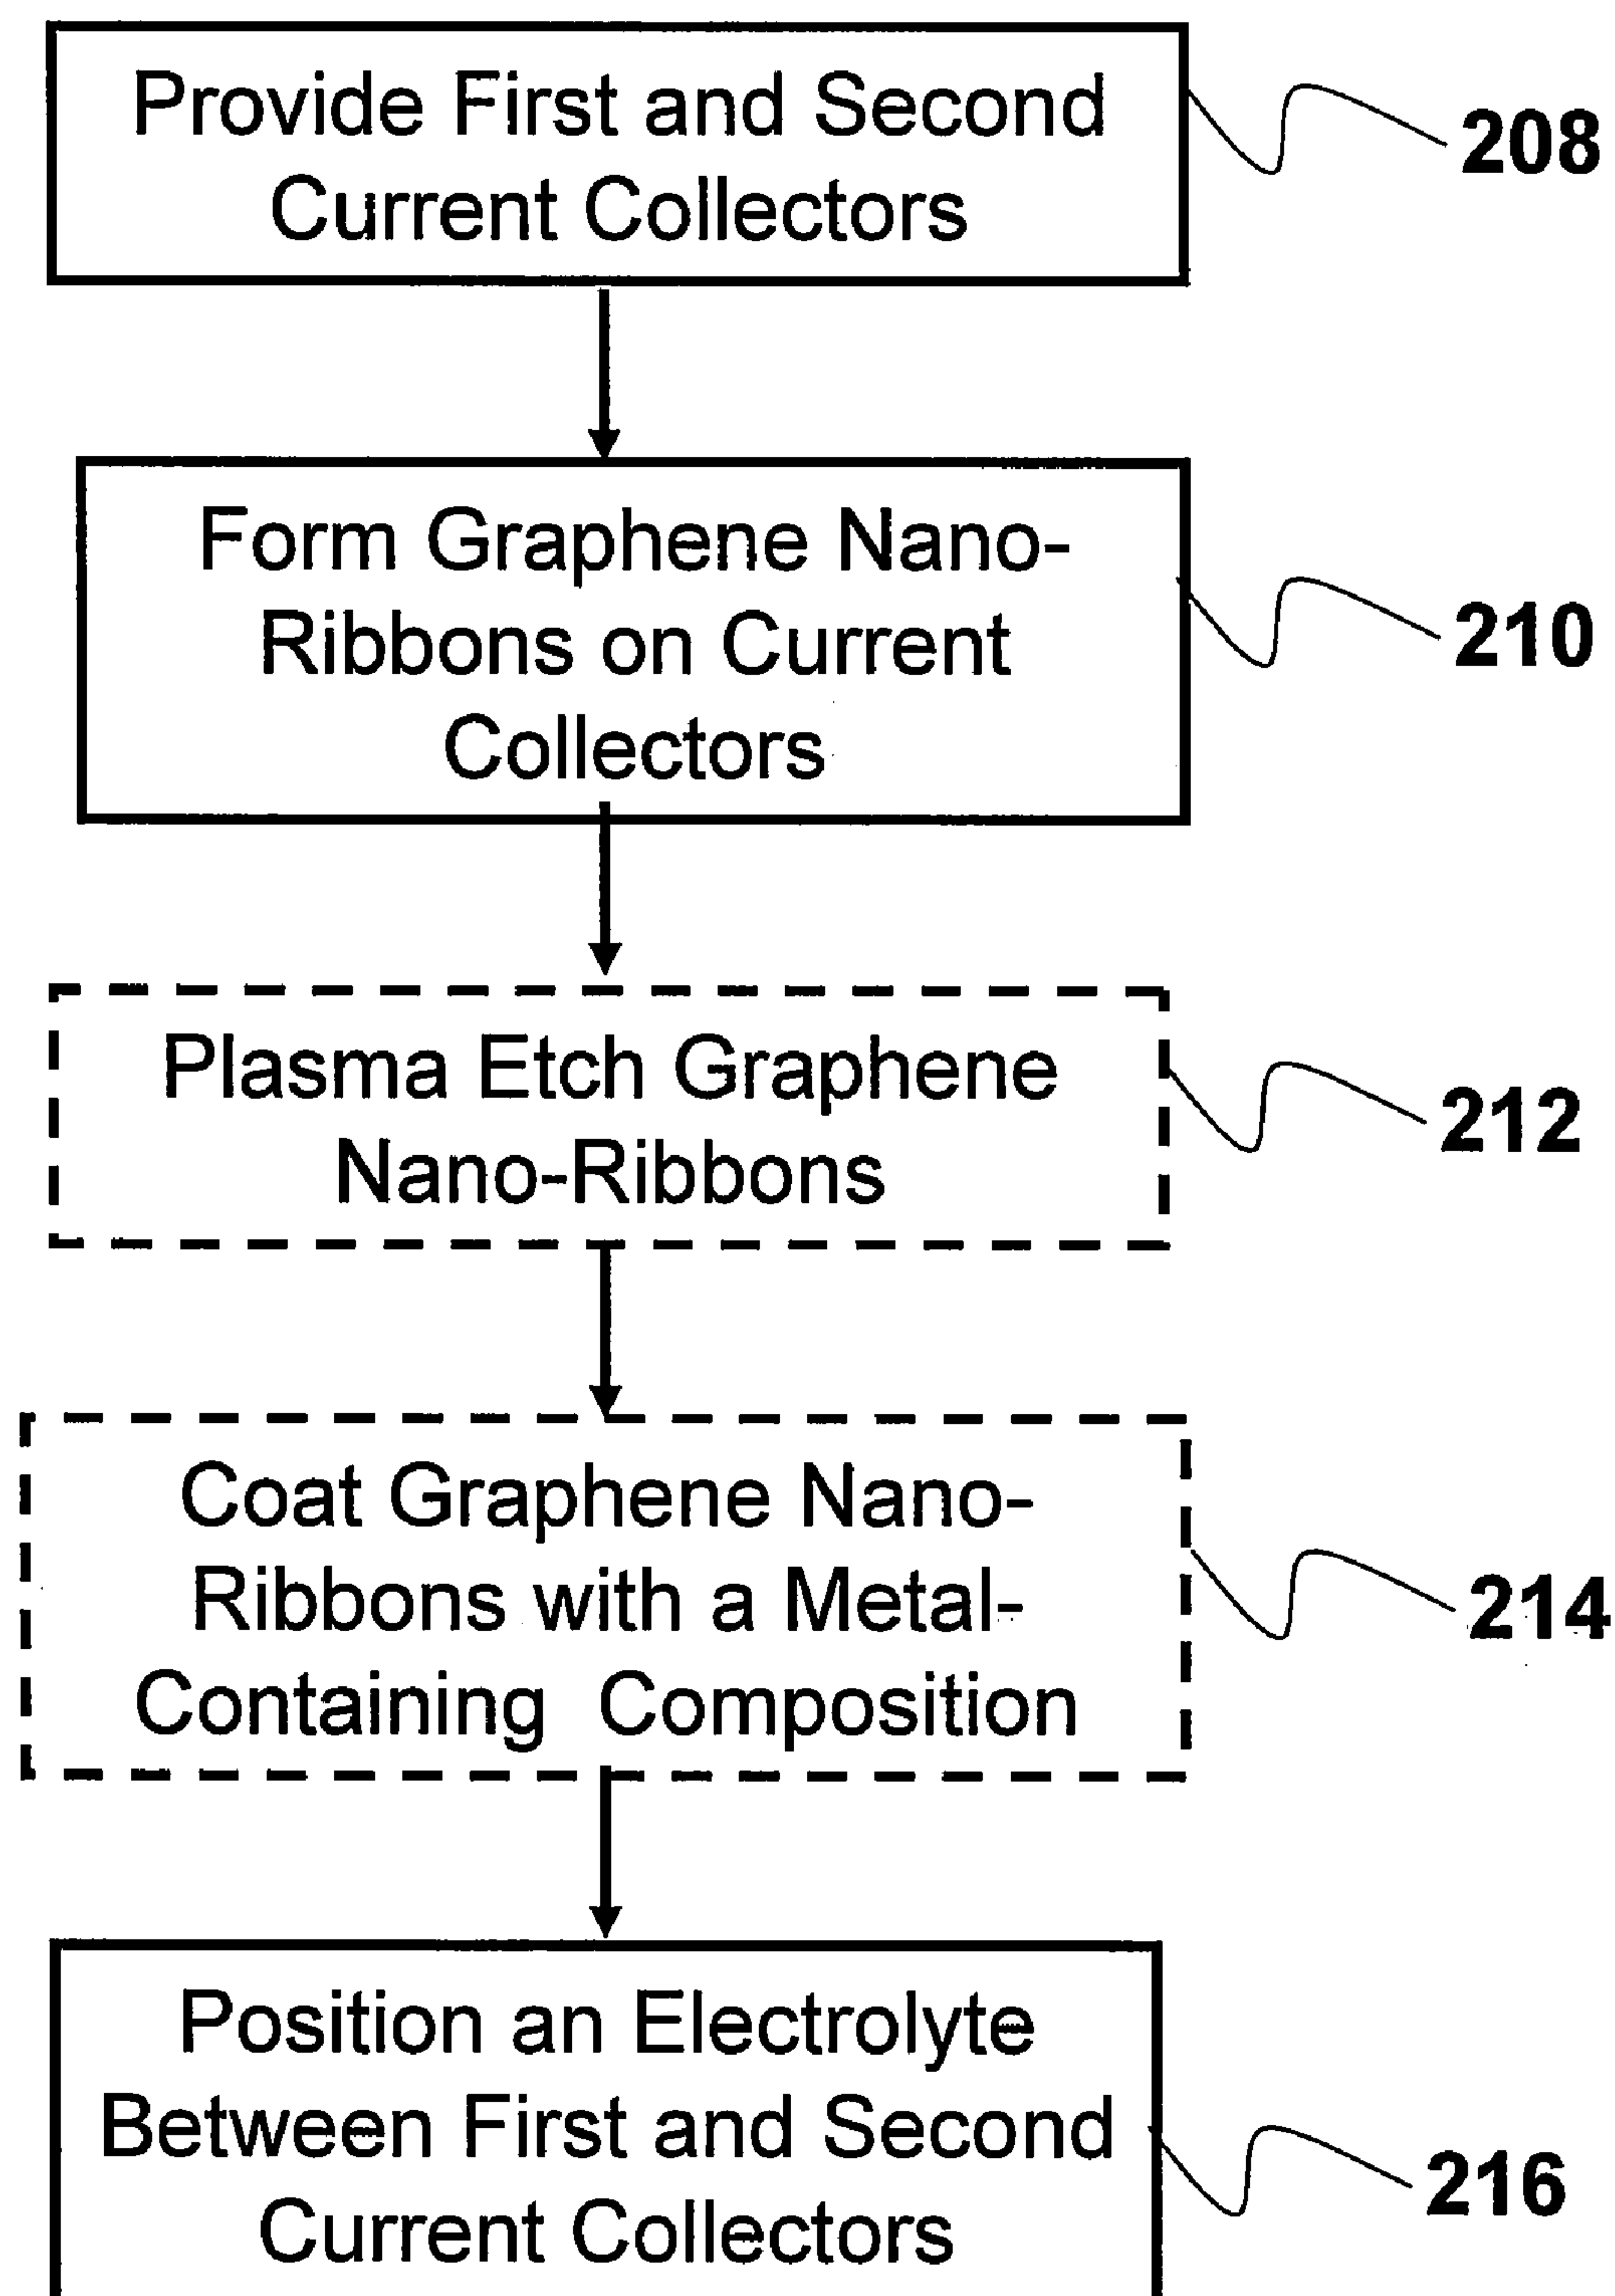 Provide First and Second
Current Collectors
208
Form Graphene Nano-
Ribbons on Current
Collectors
210
Plasma Etch Graphene
Nano-Ribbons
212
Coat Graphene Nano-
Ribbons with a Metal-
Containing Composition
214
Position an Electrolyte
Between First and Second
Current Collectors
216